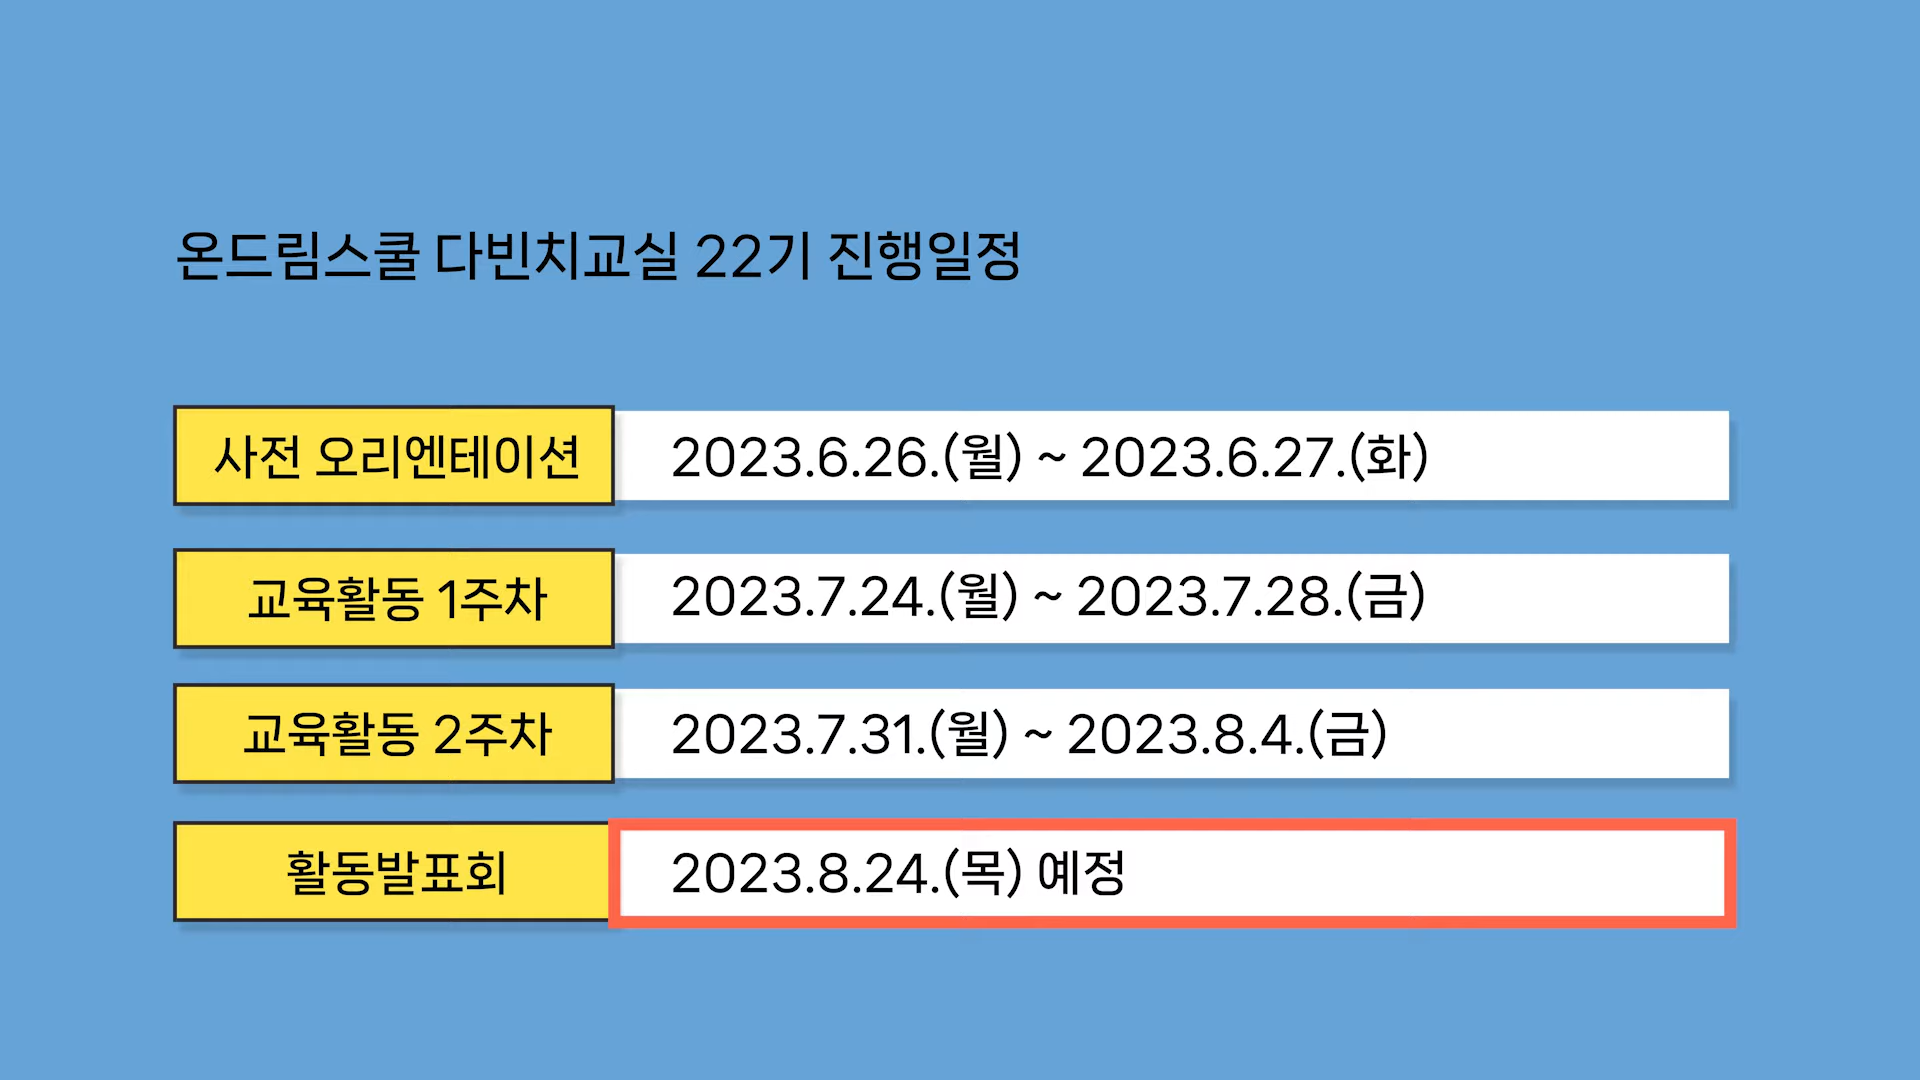 온드림스쿨 다빈치교실 22기 진행일정
사전 오리엔테이션 2023.6.26.(월) ~ 2023.6.27.(화)
교육활동 1주차 2023.7.24.(월) ~ 2023.7.28.(금)
교육활동 2주차 2023.7.31.(월) ~ 2023.8.4.(금)
활동발표회 2023.8.24.(목) 예정